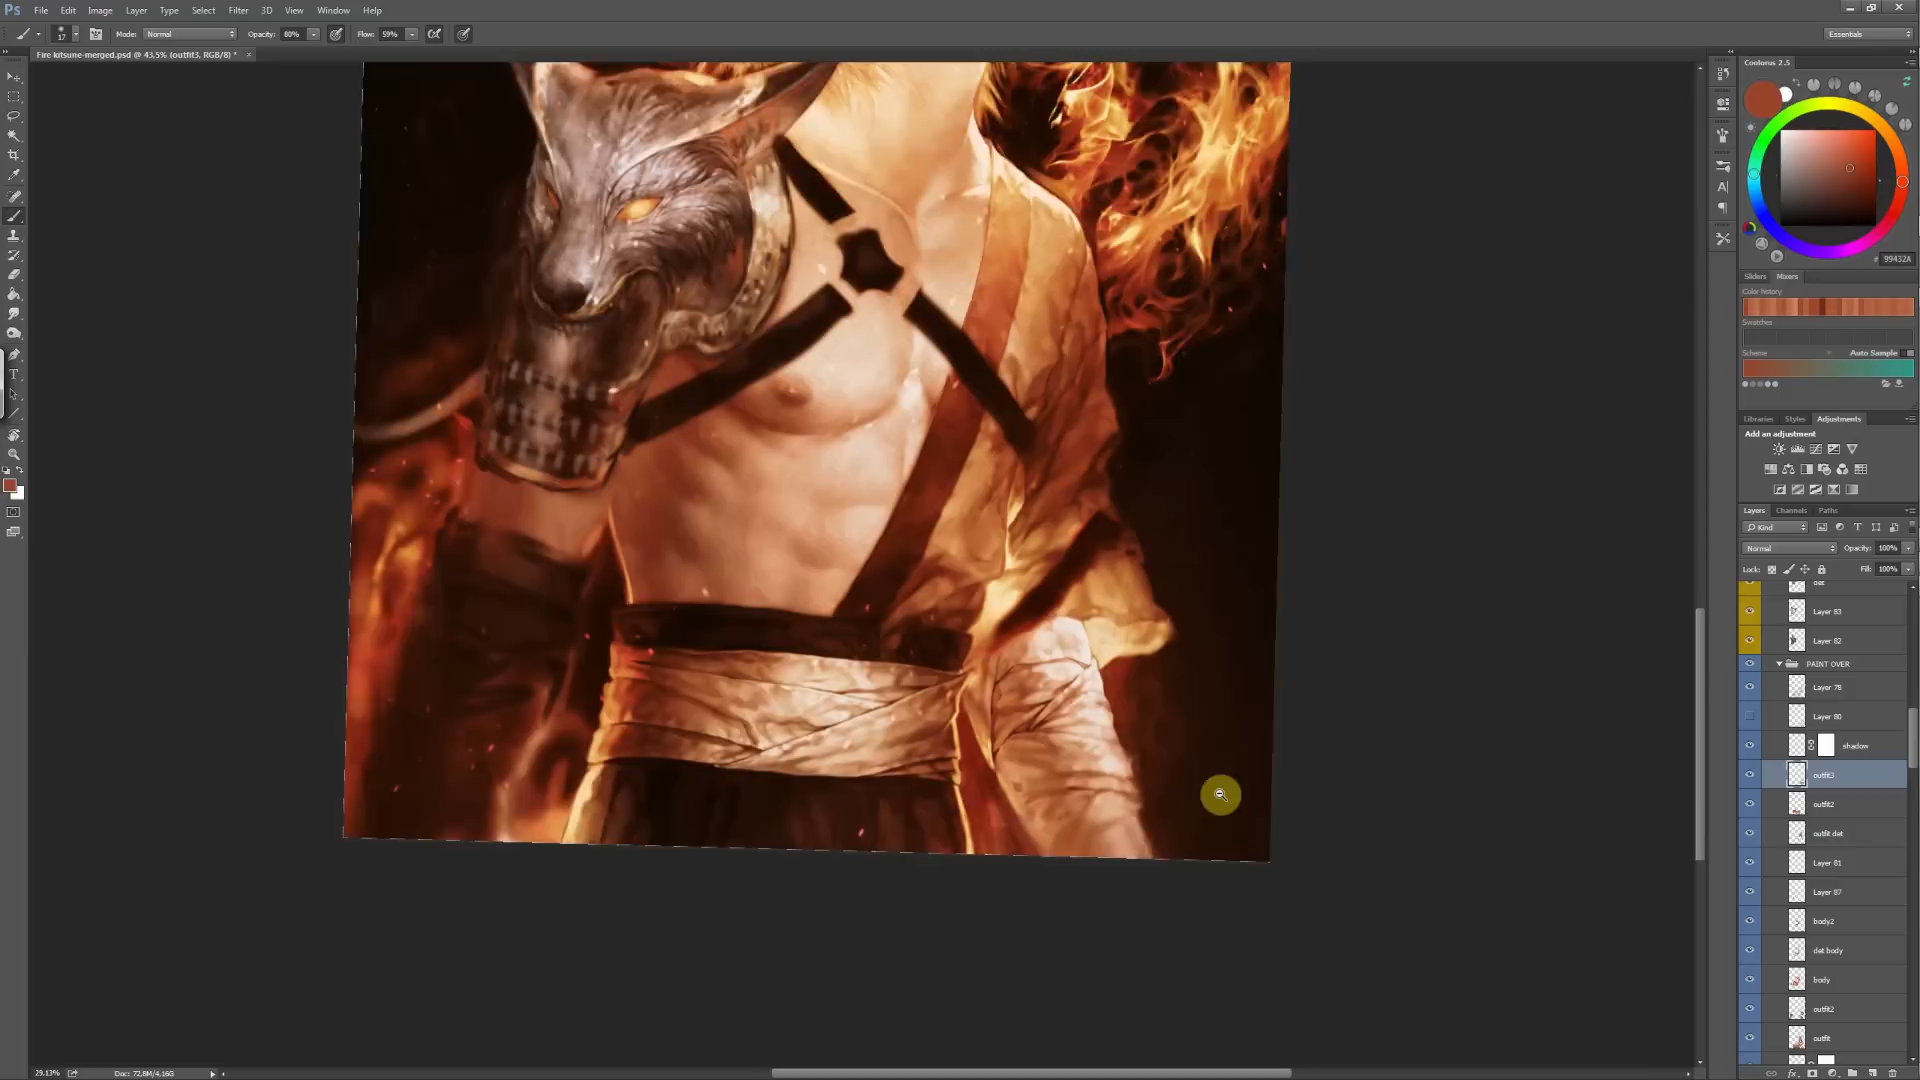 Ps File Edit Image Layer Type Select Filter 3D View Window Help
17 Mode: Normal Opacity: 80% Flow: 59% Essentials
Fire kitsune-merged.psd @ 43,5% (outfit3, RGB/8) * ×
Coolorus 2.5
# 99432A
Sliders Mixers
Color history
Swatches
Scheme Auto Sample
Libraries Styles Adjustments
Add an adjustment
Layers Channels Paths
Kind
Normal Opacity: 100%
Lock: Fill: 100%
det
Layer 83
Layer 82
PAINT OVER
Layer 78
Layer 80
shadow
outfit3
outfit2
outfit det
Layer 81
Layer 87
body2
det body
body
outfit2
outfit
29.13% Doc: 72,8M/4,16G